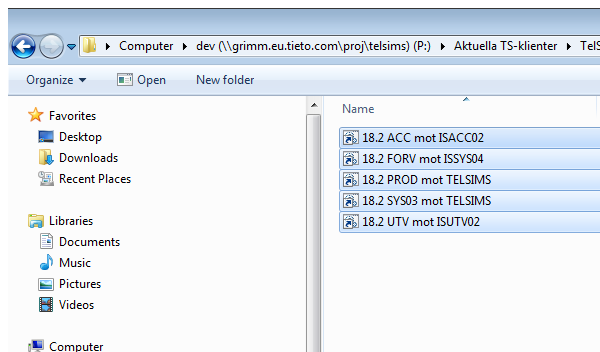 Computer ▸ dev (\\grimm.eu.tieto.com\proj\telsims) (P:) ▸ Aktuella TS-klienter ▸ TelS
Organize Open New folder
Name
Favorites
Desktop
Downloads
Recent Places
Libraries
Documents
Music
Pictures
Videos
Computer
18.2 ACC mot ISACC02
18.2 FORV mot ISSYS04
18.2 PROD mot TELSIMS
18.2 SYS03 mot TELSIMS
18.2 UTV mot ISUTV02